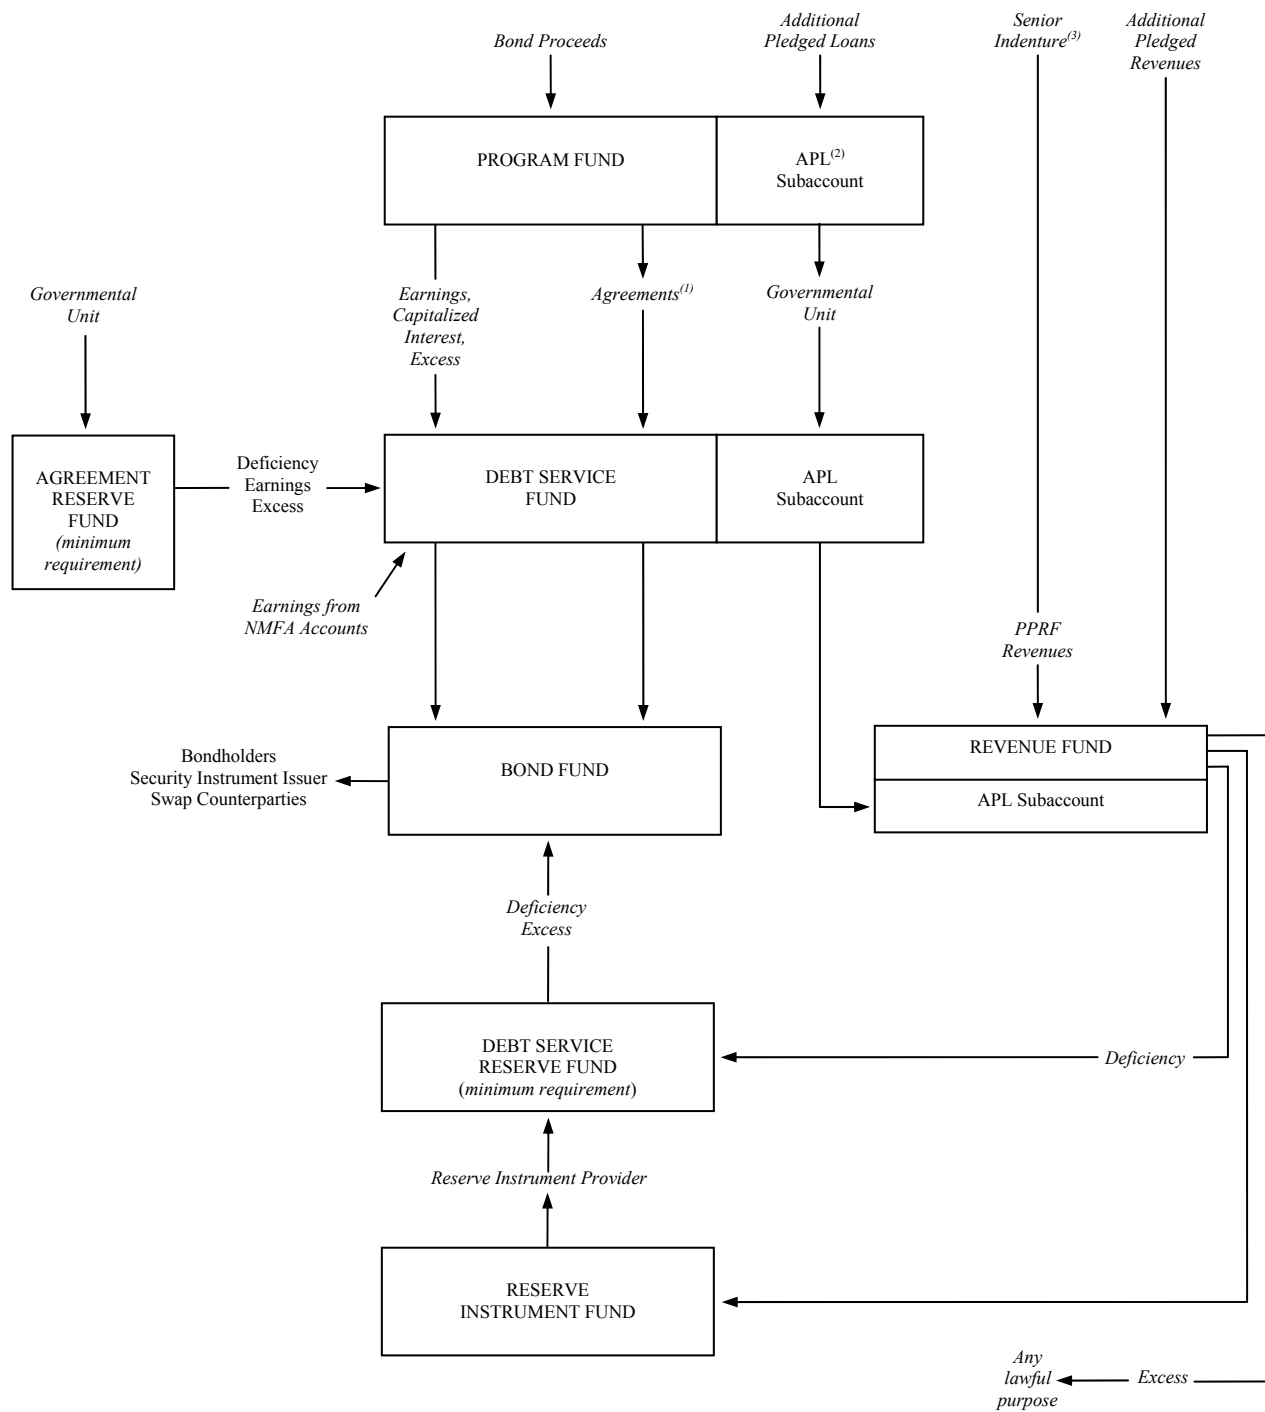 Bond Proceeds
Additional
Pledged Loans
Senior
Indenture(3)
Additional
Pledged
Revenues
PROGRAM FUND
APL(2)
Subaccount
Governmental
Unit
Earnings,
Capitalized
Interest,
Excess
Agreements(1)
Governmental
Unit
AGREEMENT
RESERVE
FUND
(minimum
requirement)
Deficiency
Earnings
Excess
DEBT SERVICE
FUND
APL
Subaccount
Earnings from
NMFA Accounts
PPRF
Revenues
Bondholders
Security Instrument Issuer
Swap Counterparties
BOND FUND
REVENUE FUND
APL Subaccount
Deficiency
Excess
DEBT SERVICE
RESERVE FUND
(minimum requirement)
Deficiency
Reserve Instrument Provider
RESERVE
INSTRUMENT FUND
Any
lawful
purpose
Excess